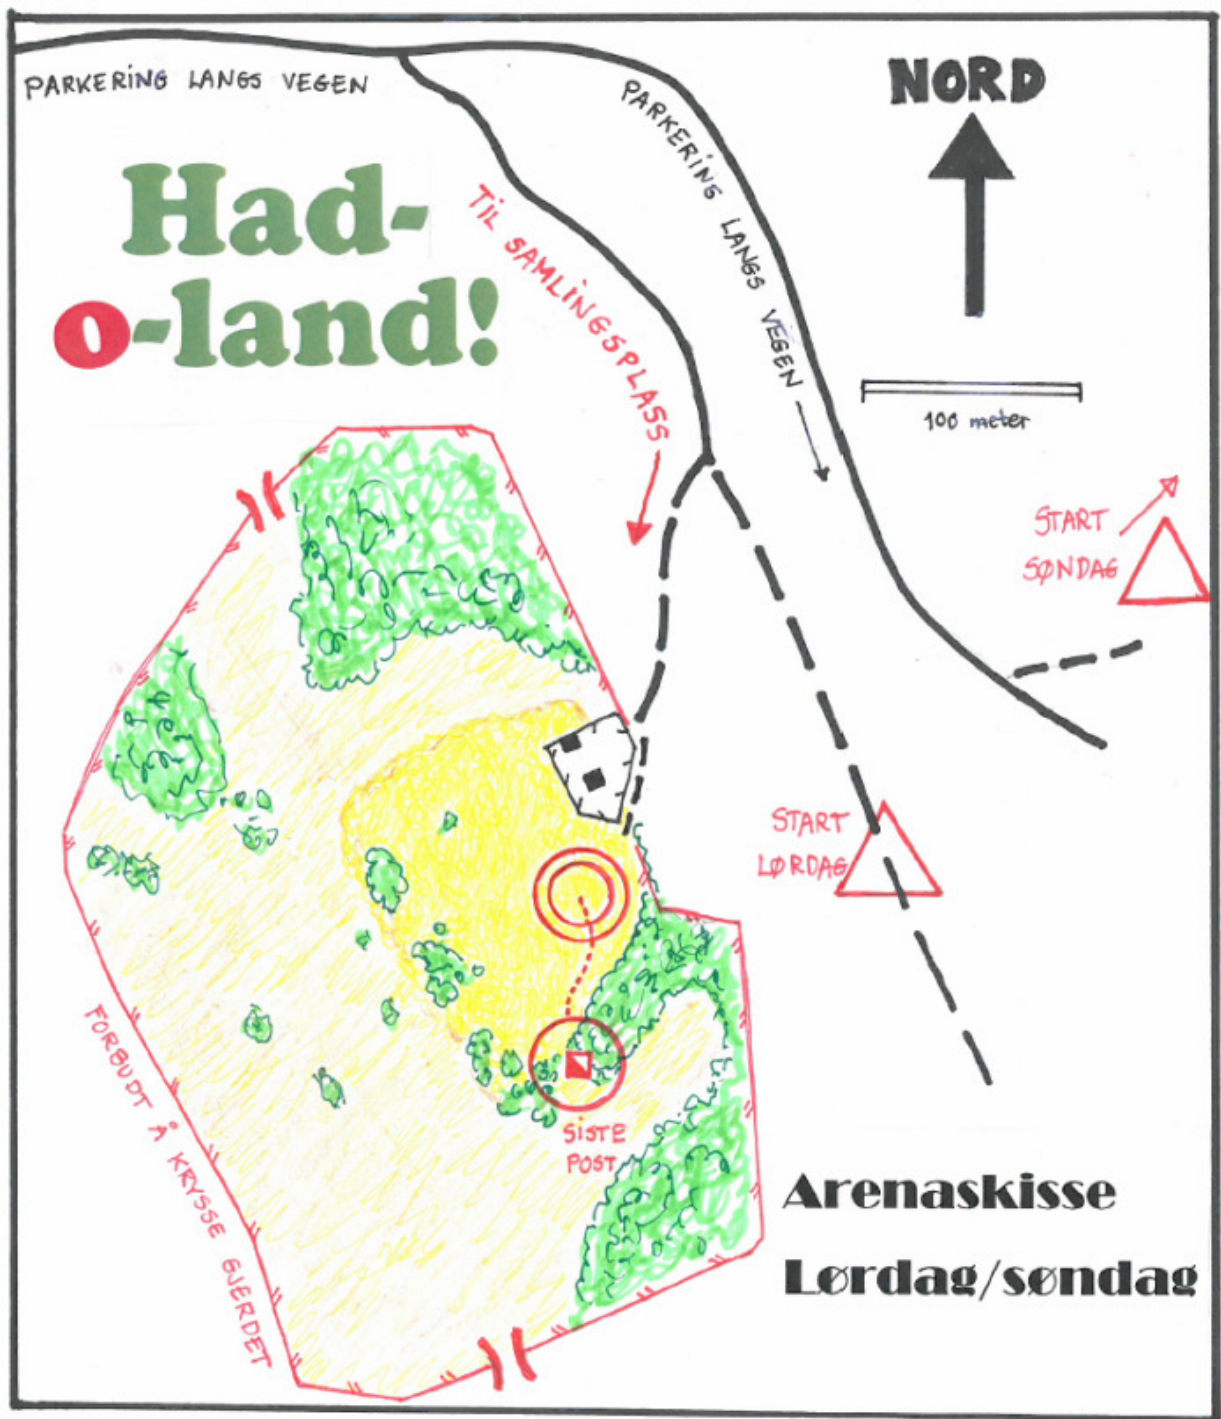 PARKERING LANGS VEGEN
NORD
PARKERING LANGS VEGEN
Had-
o-land!
TIL SAMLINGSPLASS
100 meter
START
SØNDAG
START
LØRDAG
FORBUDT Å KRYSSE GJERDET
SISTE
POST
Arenaskisse
Lørdag/søndag